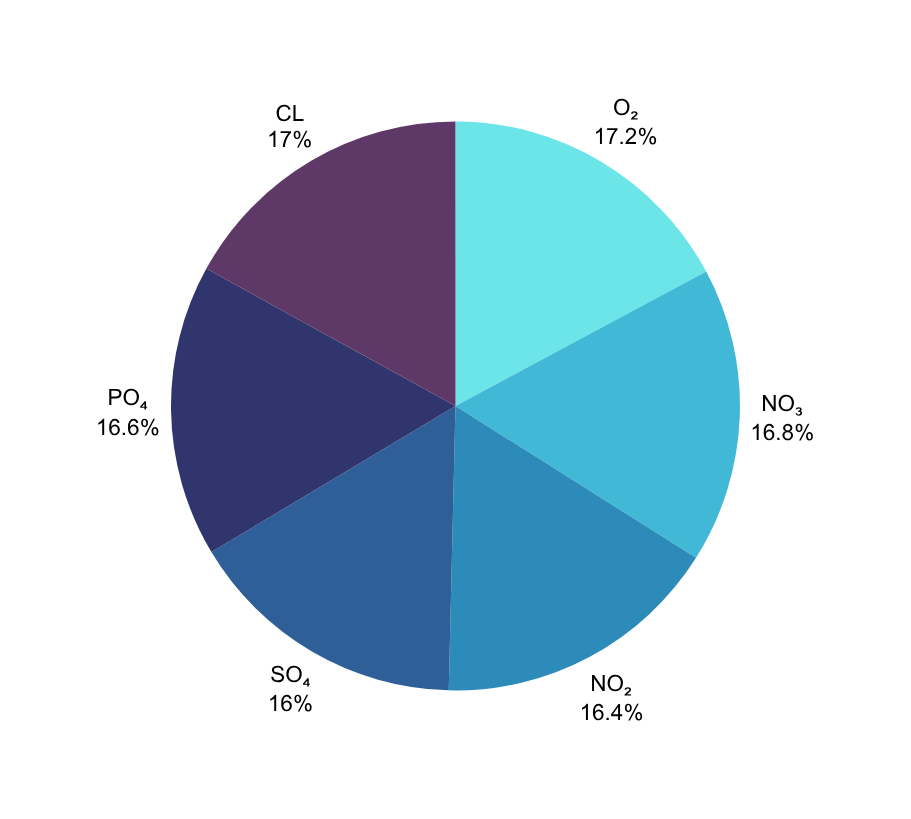 CL
17%
O₂
17.2%
PO₄
16.6%
NO₃
16.8%
SO₄
16%
NO₂
16.4%